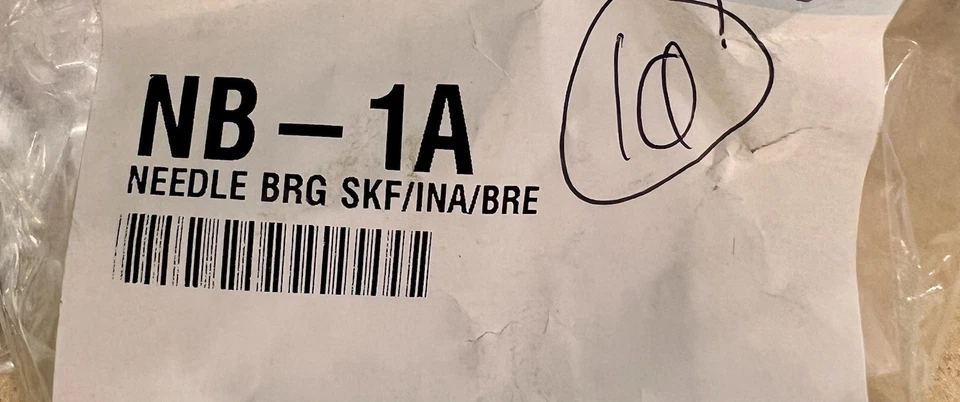 10
NB-1A
NEEDLE BRG SKF/INA/BRE